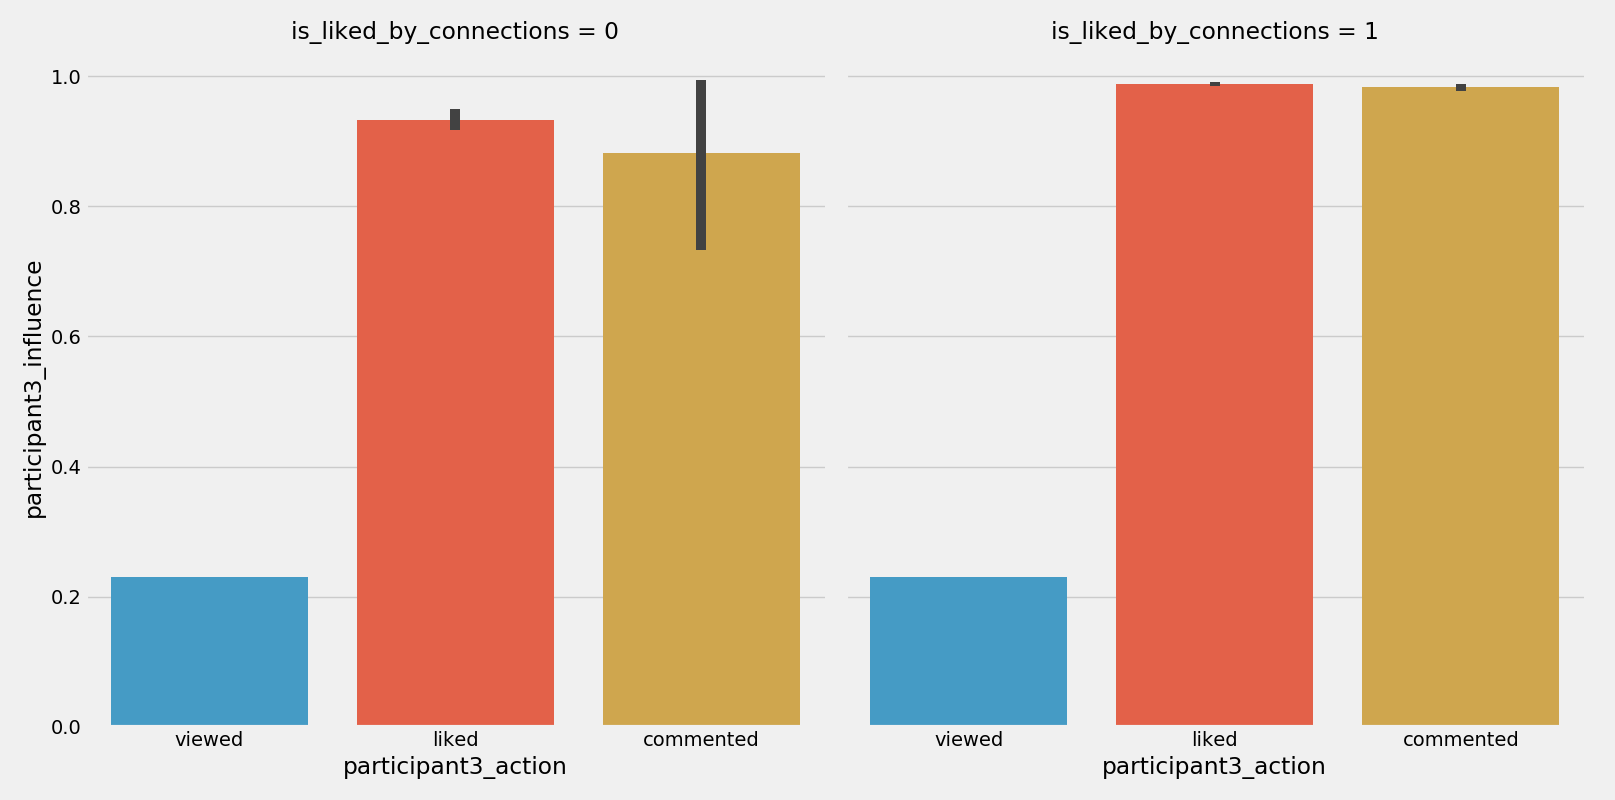 is_liked_by_connections = 0
is_liked_by_connections = 1
participant3_influence
1.0
0.8
0.6
0.4
0.2
0.0
viewed liked commented
viewed liked commented
participant3_action
participant3_action